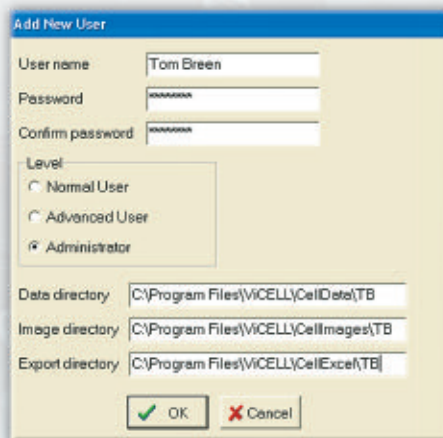 Add New User
User name Tom Breen
Password ********
Confirm password ********
Level
Normal User
Advanced User
Administrator
Data directory C:\Program Files\ViCELL\CellData\TB
Image directory C:\Program Files\ViCELL\CellImages\TB
Export directory C:\Program Files\ViCELL\CellExcel\TB
OK Cancel